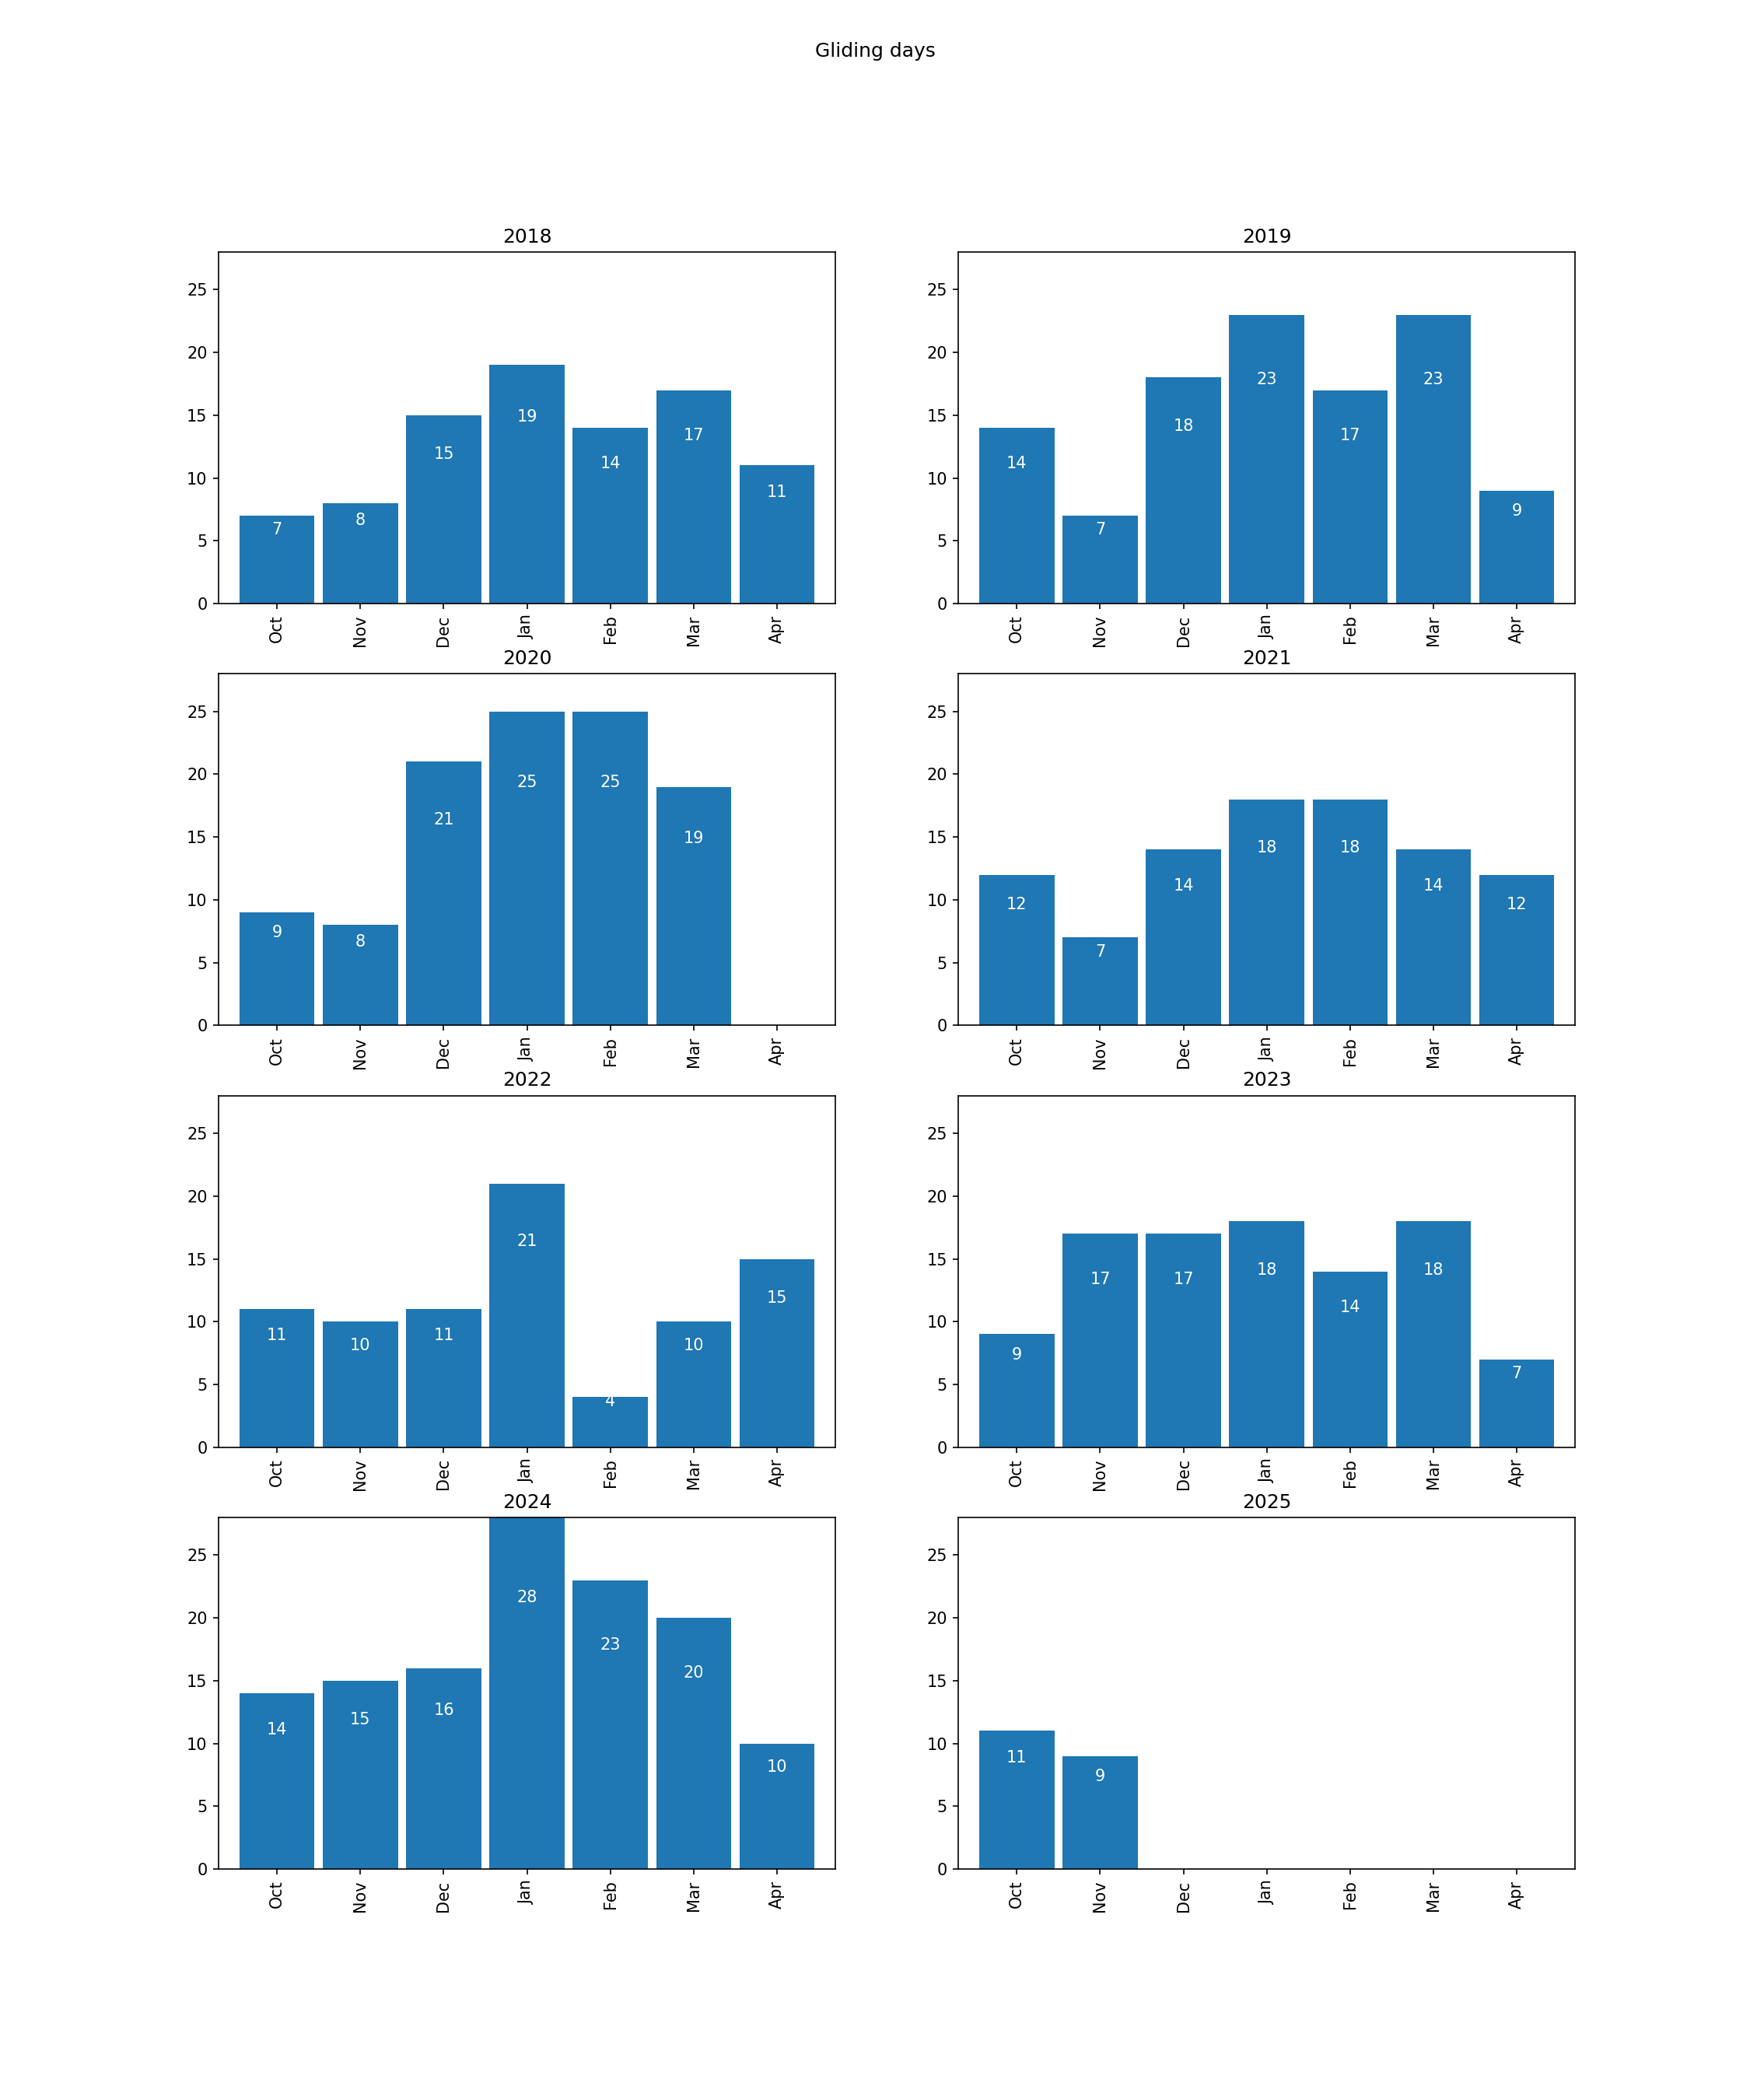 Gliding days
2018 2019
25 25
20 20
15 15
10 10
5 5
0 0
7 8 15 19 14 17 11
14 7 18 23 17 23 9
Oct Nov Dec Jan Feb Mar Apr
Oct Nov Dec Jan Feb Mar Apr
2020 2021
25 25
20 20
15 15
10 10
5 5
0 0
9 8 21 25 25 19
12 7 14 18 18 14 12
Oct Nov Dec Jan Feb Mar Apr
Oct Nov Dec Jan Feb Mar Apr
2022 2023
25 25
20 20
15 15
10 10
5 5
0 0
11 10 11 21 4 10 15
9 17 17 18 14 18 7
Oct Nov Dec Jan Feb Mar Apr
Oct Nov Dec Jan Feb Mar Apr
2024 2025
25 25
20 20
15 15
10 10
5 5
0 0
14 15 16 28 23 20 10
11 9
Oct Nov Dec Jan Feb Mar Apr
Oct Nov Dec Jan Feb Mar Apr